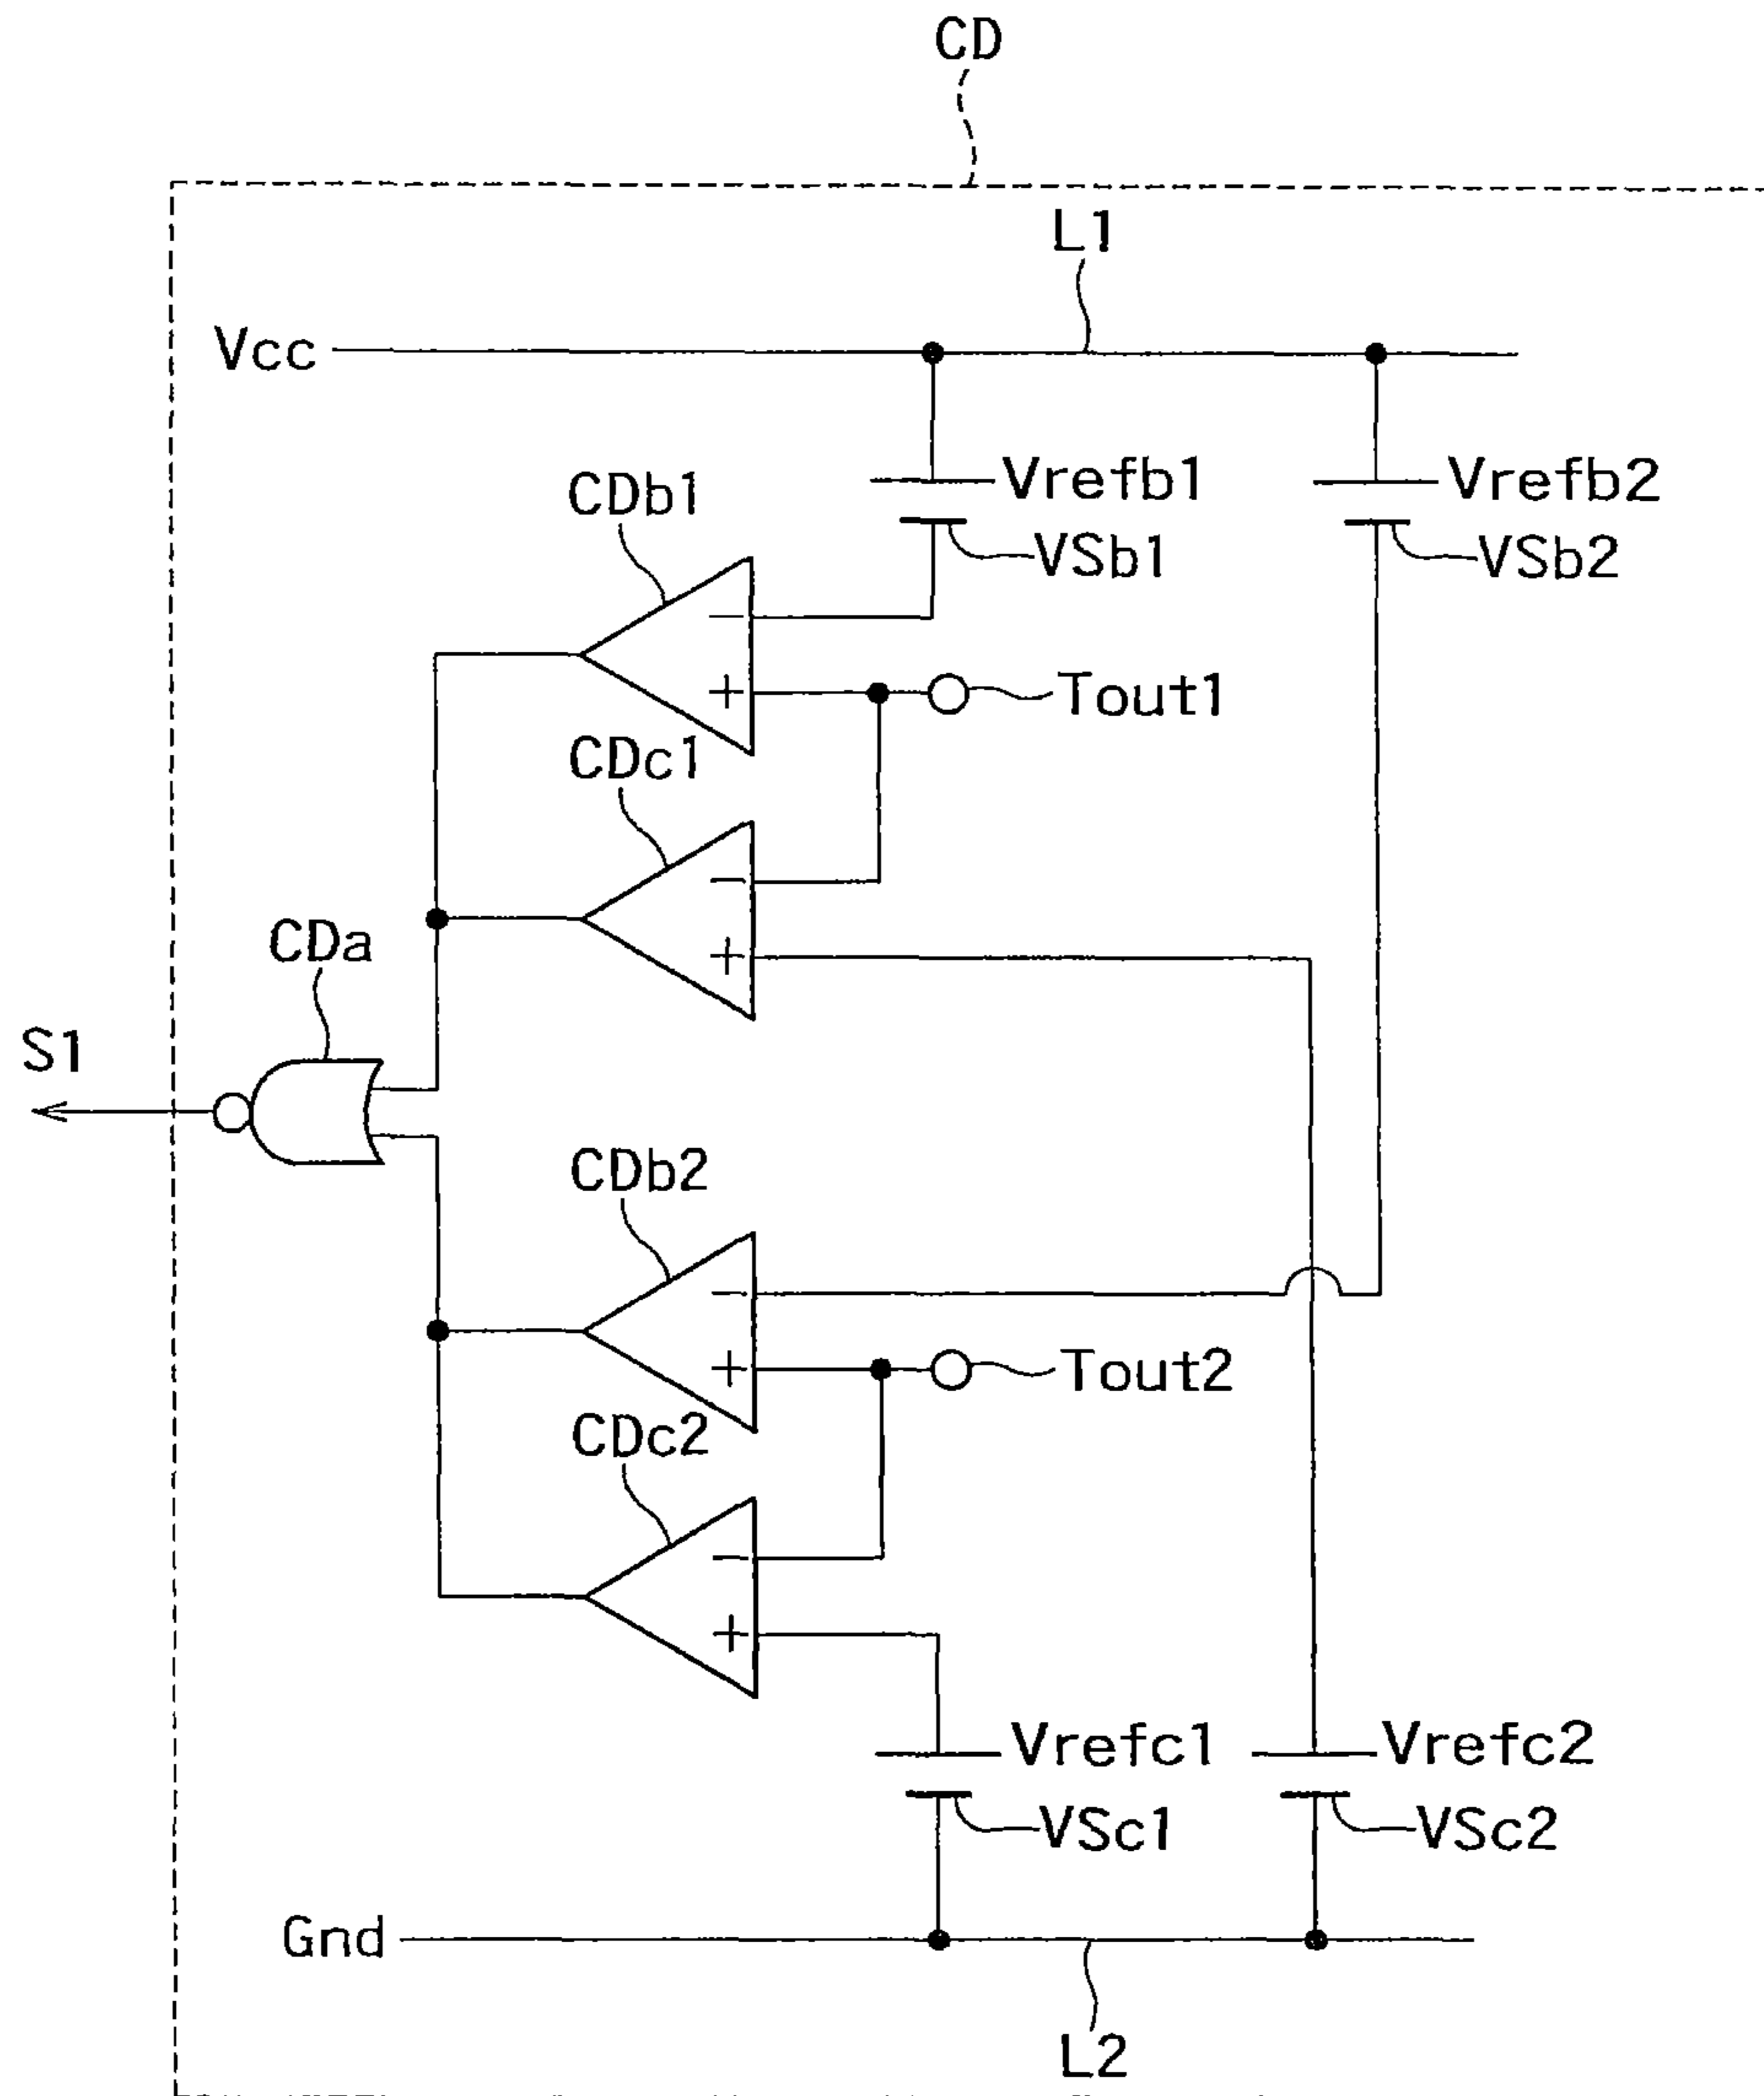 CD
L1
Vcc
Vrefb1
Vrefb2
CDb1
VSb1
VSb2
−
+
Tout1
CDc1
−
+
CDa
S1
CDb2
−
+
Tout2
CDc2
−
+
Vrefc1
Vrefc2
VSc1
VSc2
Gnd
L2